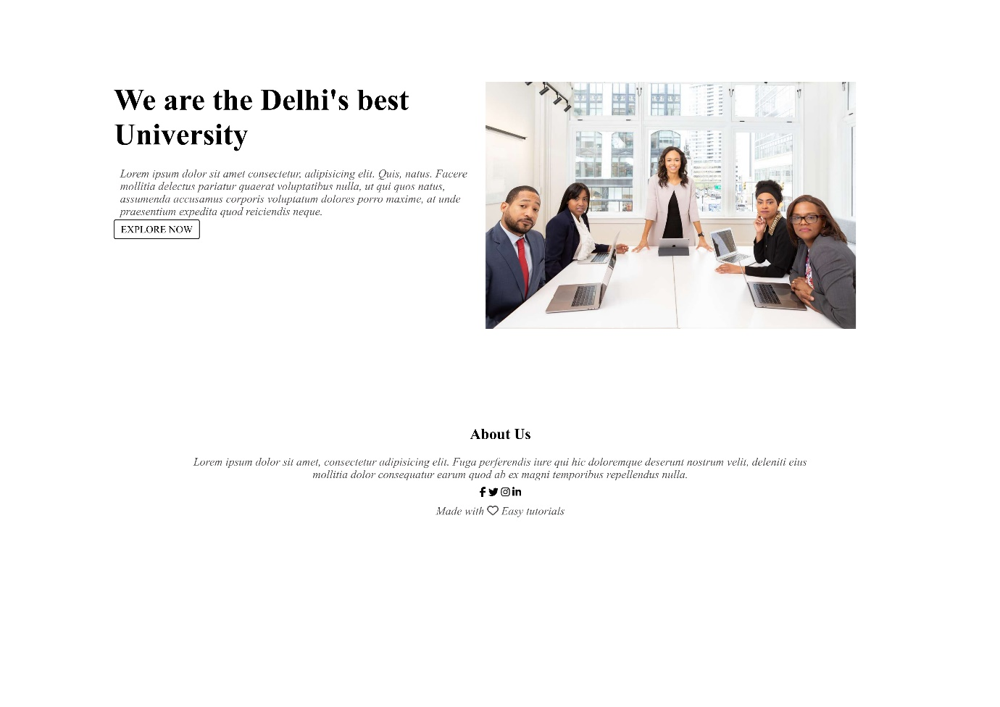 We are the Delhi's best
University
Lorem ipsum dolor sit amet consectetur, adipisicing elit. Quis, natus. Facere
mollitia delectus pariatur quaerat voluptatibus nulla, ut qui quos natus,
assumenda accusamus corporis voluptatum dolores porro maxime, at unde
praesentium expedita quod reiciendis neque.
EXPLORE NOW
About Us
Lorem ipsum dolor sit amet, consectetur adipisicing elit. Fuga perferendis iure qui hic doloremque deserunt nostrum velit, deleniti eius
mollitia dolor consequatur earum quod ab ex magni temporibus repellendus nulla.
Made with Easy tutorials